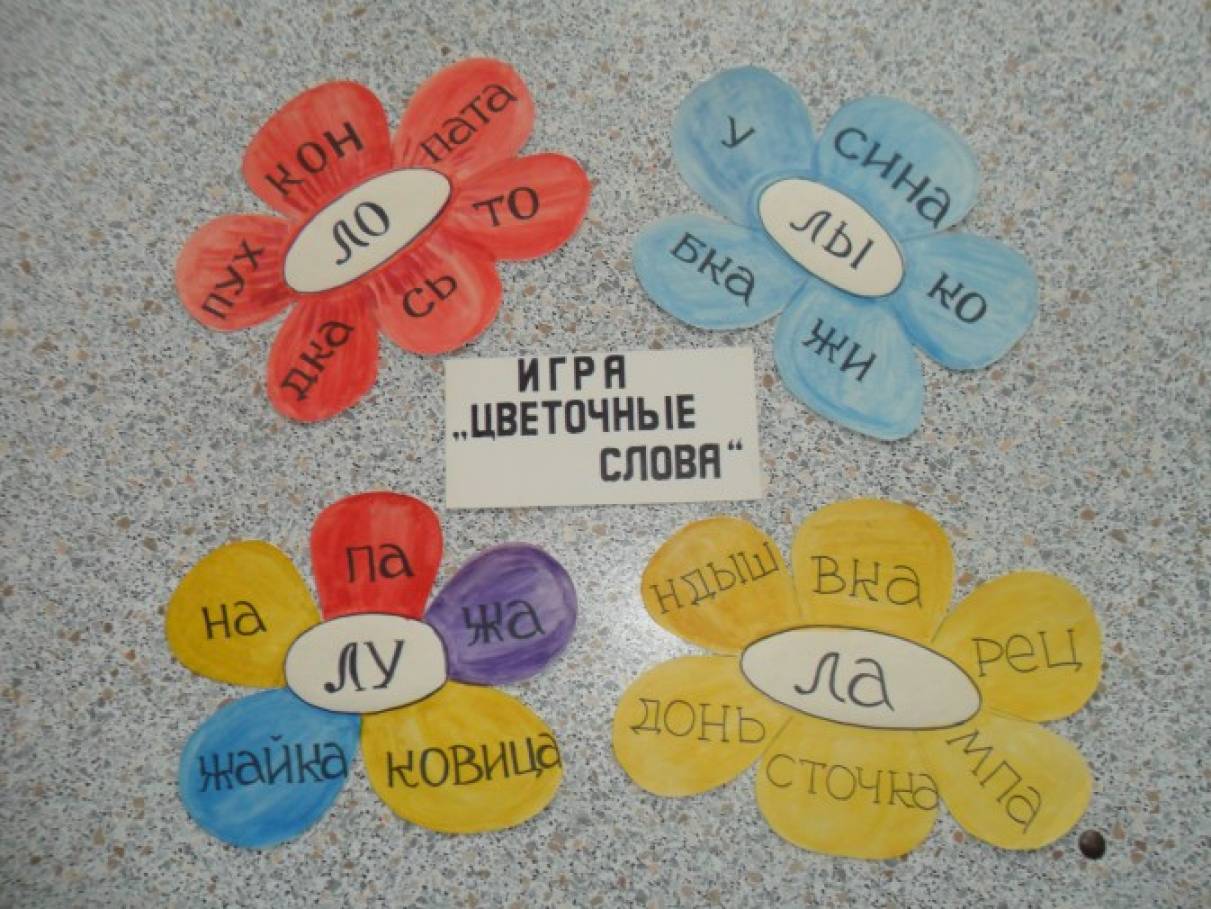 КОН
пата
ТО
СЬ
дка
ПУХ
ЛО
у
СИНА
КО
ЖИ
БКА
ЛЫ
ИГРА
„ЦВЕТОЧНЫЕ
СЛОВА“
на
па
жа
КОВИЦА
жайка
ЛУ
НДЫШ
ВКА
РЕЦ
МПА
СТОЧКА
ДОНЬ
ЛА